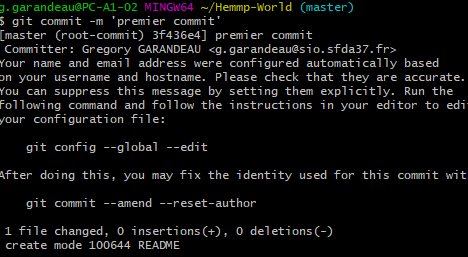 g.garandeau@PC-A1-02 MINGW64 ~/Hemmp-World (master)
$ git commit -m 'premier commit'
[master (root-commit) 3f436e4] premier commit
 Committer: Gregory GARANDEAU <g.garandeau@sio.sfda37.fr>
Your name and email address were configured automatically based
on your username and hostname. Please check that they are accurate.
You can suppress this message by setting them explicitly. Run the
following command and follow the instructions in your editor to edi
your configuration file:

    git config --global --edit

After doing this, you may fix the identity used for this commit wit

    git commit --amend --reset-author

 1 file changed, 0 insertions(+), 0 deletions(-)
 create mode 100644 README